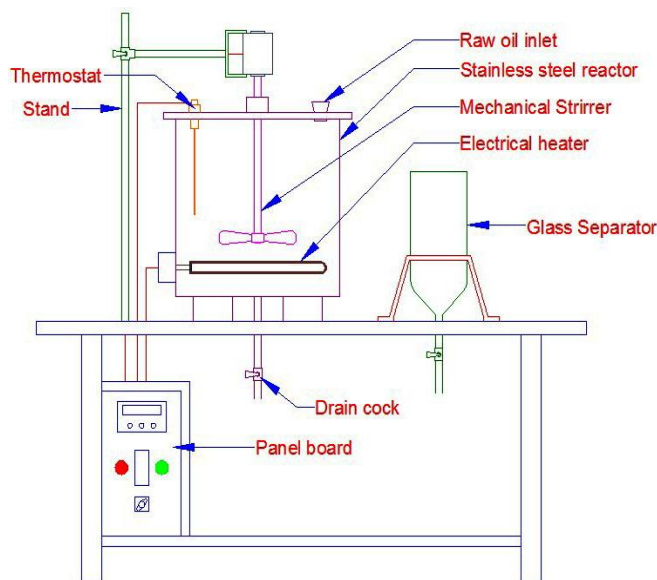 Raw oil inlet
Thermostat
Stainless steel reactor
Stand
Mechanical Strirrer
Electrical heater
Glass Separator
Drain cock
Panel board